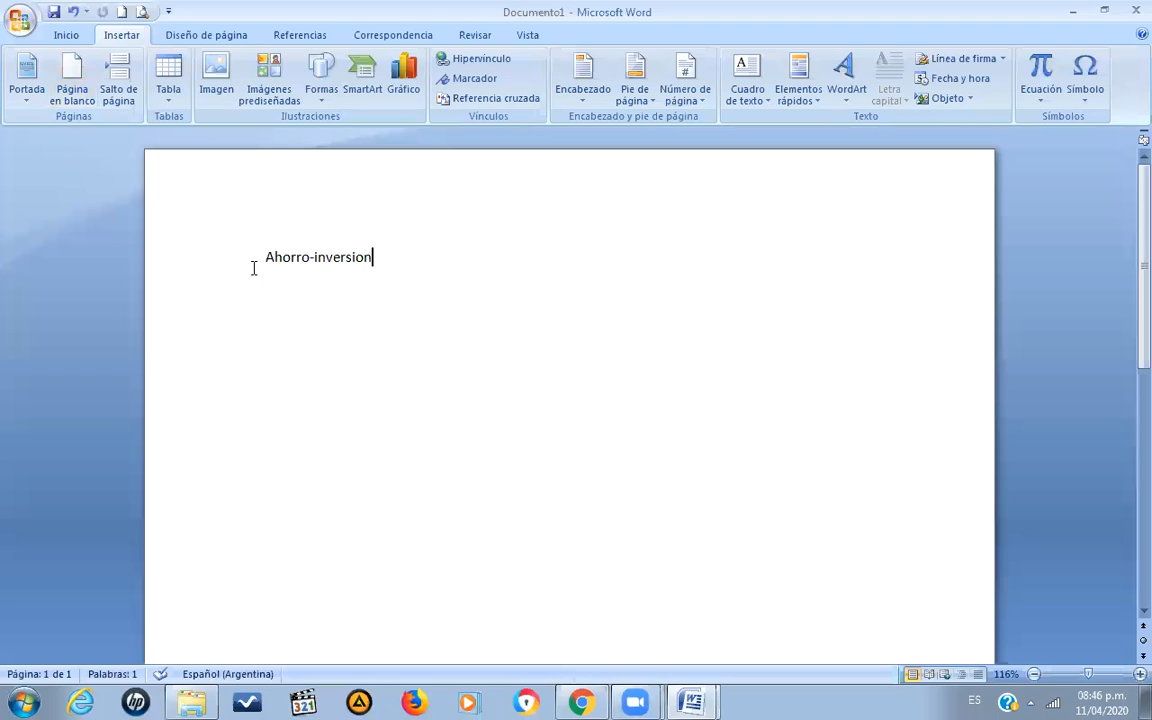 Documento1 - Microsoft Word
Inicio Insertar Diseño de página Referencias Correspondencia Revisar Vista
Portada
Página en blanco
Salto de página
Páginas
Tabla
Tablas
Imagen
Imágenes prediseñadas
Formas
SmartArt
Gráfico
Ilustraciones
Hipervínculo
Marcador
Referencia cruzada
Vínculos
Encabezado
Pie de página
Número de página
Encabezado y pie de página
Cuadro de texto
Elementos rápidos
WordArt
Letra capital
Línea de firma
Fecha y hora
Objeto
Texto
Ecuación
Símbolo
Símbolos
Ahorro-inversion
Página: 1 de 1 Palabras: 1 Español (Argentina) 116%
321
ES
08:46 p.m.
11/04/2020